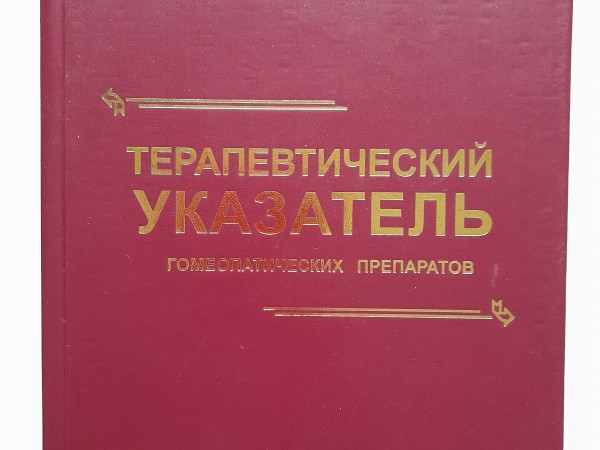 ТЕРАПЕВТИЧЕСКИЙ
УКАЗАТЕЛЬ
ГОМЕОПАТИЧЕСКИХ ПРЕПАРАТОВ